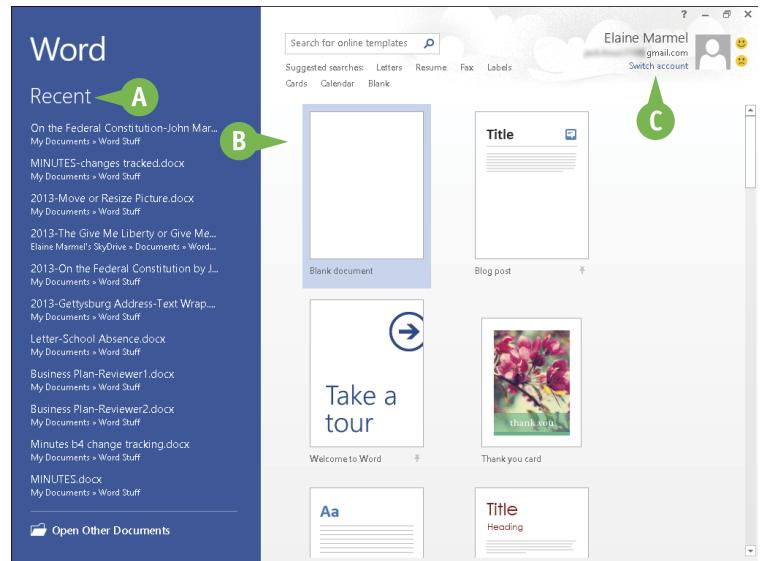 Word
Recent
A
On the Federal Constitution-John Mar...
My Documents » Word Stuff
MINUTES-changes tracked.docx
My Documents » Word Stuff
2013-Move or Resize Picture.docx
My Documents » Word Stuff
2013-The Give Me Liberty or Give Me...
Elaine Marmel's SkyDrive » Documents » Word...
2013-On the Federal Constitution by J...
My Documents » Word Stuff
2013-Gettysburg Address-Text Wrap....
My Documents » Word Stuff
Letter-School Absence.docx
My Documents » Word Stuff
Business Plan-Reviewer1.docx
My Documents » Word Stuff
Business Plan-Reviewer2.docx
My Documents » Word Stuff
Minutes b4 change tracking.docx
My Documents » Word Stuff
MINUTES.docx
My Documents » Word Stuff
Open Other Documents
?
Search for online templates
Suggested searches: Letters Resume Fax Labels
Cards Calendar Blank
Elaine Marmel
gmail.com
Switch account
C
B
Blank document
Title
Blog post
Take a
tour
Welcome to Word
thank you
Thank you card
Aa
Title
Heading